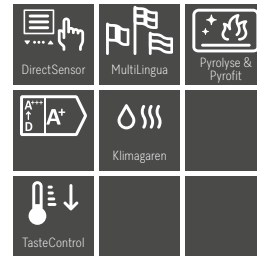 DirectSensor
MultiLingua
Pyrolyse &
Pyrofit
A+++
D
A+
Klimagaren
TasteControl